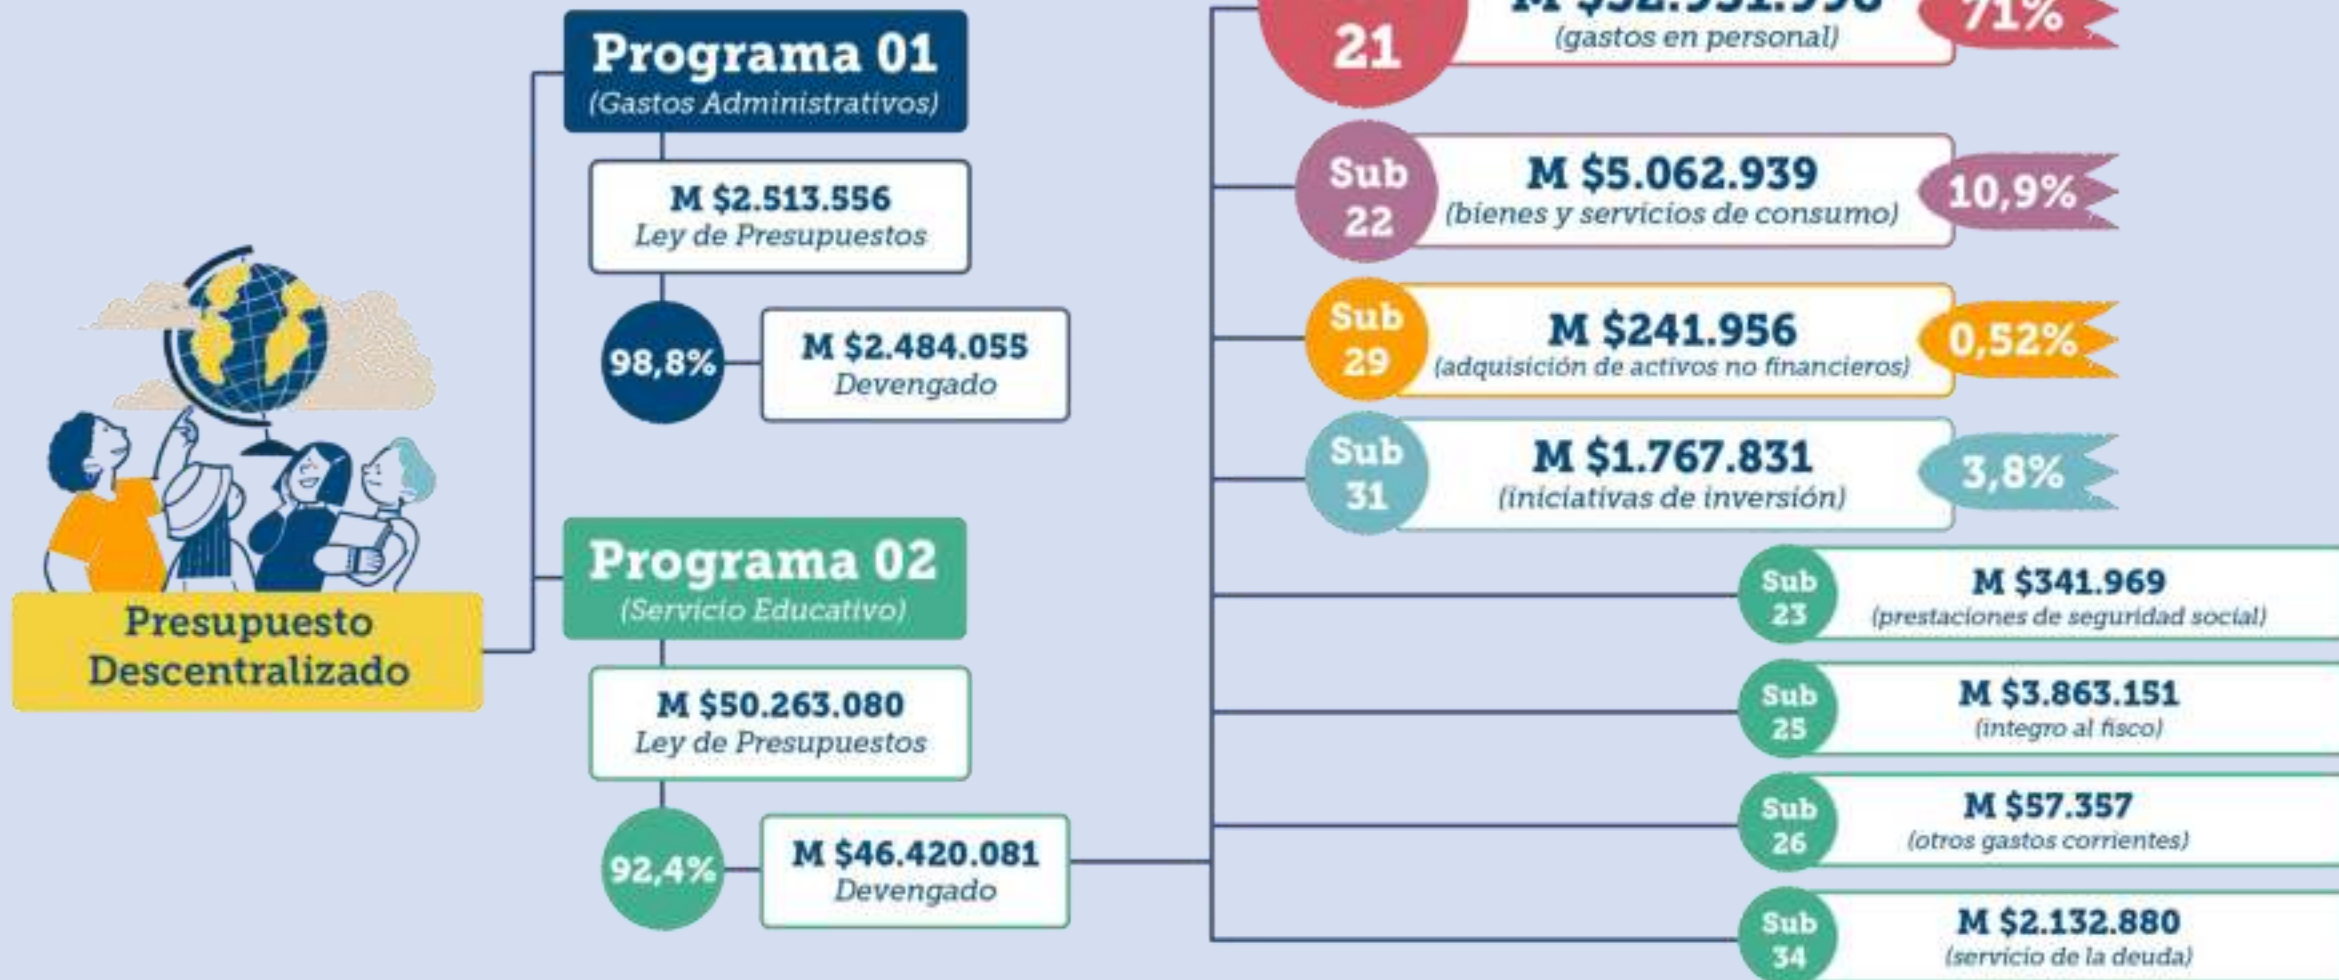 Presupuesto
Descentralizado
Programa 01
(Gastos Administrativos)
M $2.513.556
Ley de Presupuestos
98,8%
M $2.484.055
Devengado
Programa 02
(Servicio Educativo)
M $50.263.080
Ley de Presupuestos
92,4%
M $46.420.081
Devengado
21
(gastos en personal)
71%
Sub
22
M $5.062.939
(bienes y servicios de consumo)
10,9%
Sub
29
M $241.956
(adquisición de activos no financieros)
0,52%
Sub
31
M $1.767.831
(iniciativas de inversión)
3,8%
Sub
23
M $341.969
(prestaciones de seguridad social)
Sub
25
M $3.863.151
(integro al fisco)
Sub
26
M $57.357
(otros gastos corrientes)
Sub
34
M $2.132.880
(servicio de la deuda)